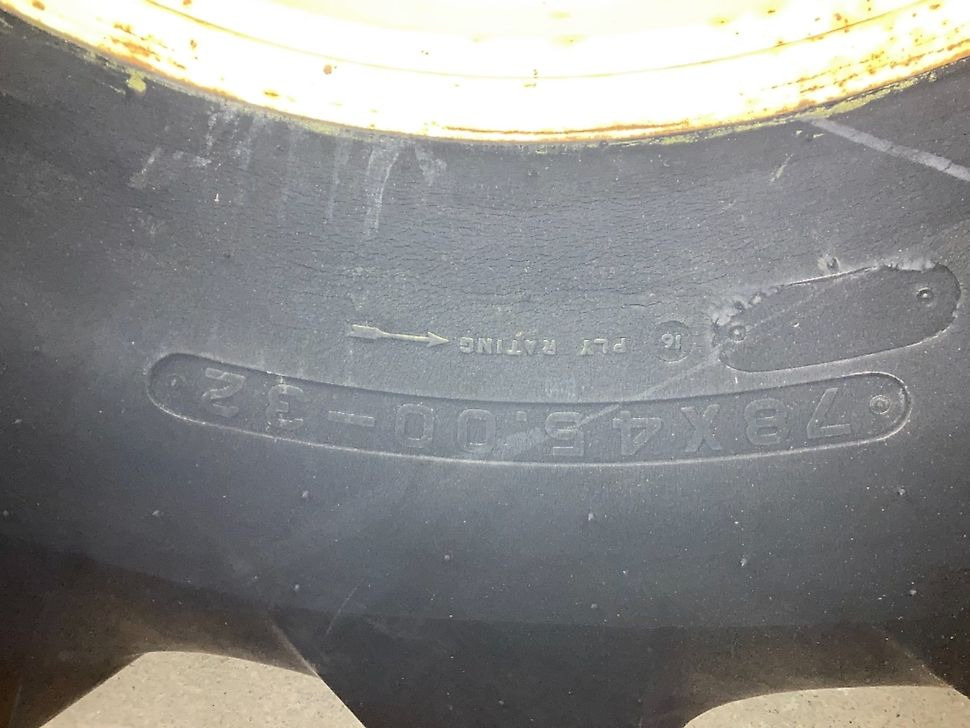 78X45.00-32
16 PLY RATING